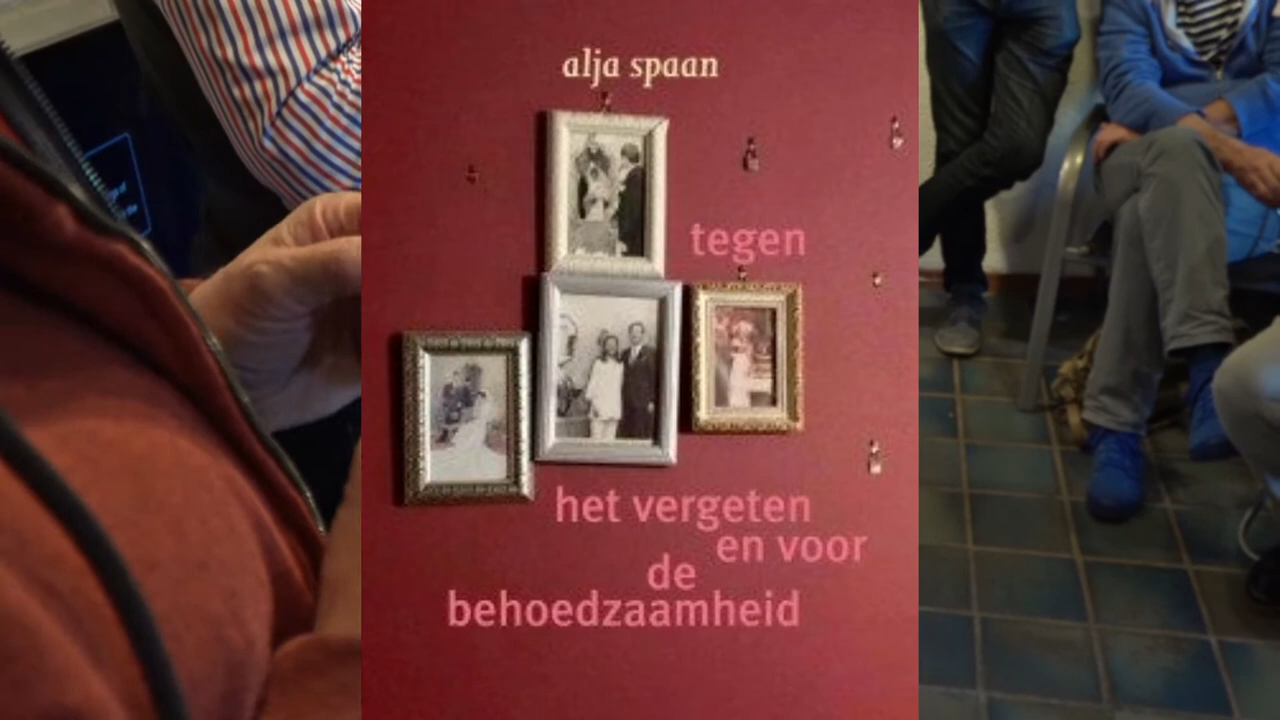 alja spaan
tegen
het vergeten
en voor
de
behoedzaamheid